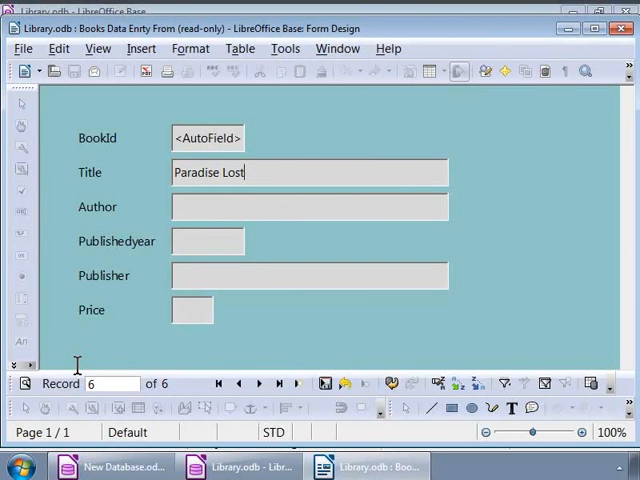 Library.odb - LibreOffice Base
Library.odb : Books Data Enrty From (read-only) - LibreOffice Base: Form Design
File Edit View Insert Format Table Tools Window Help
BookId <AutoField>
Title Paradise Lost
Author
Publishedyear
Publisher
Price
Record 6 of 6
Page 1 / 1 Default STD 100%
New Database.od... Library.odb - Libr... Library.odb : Boo...